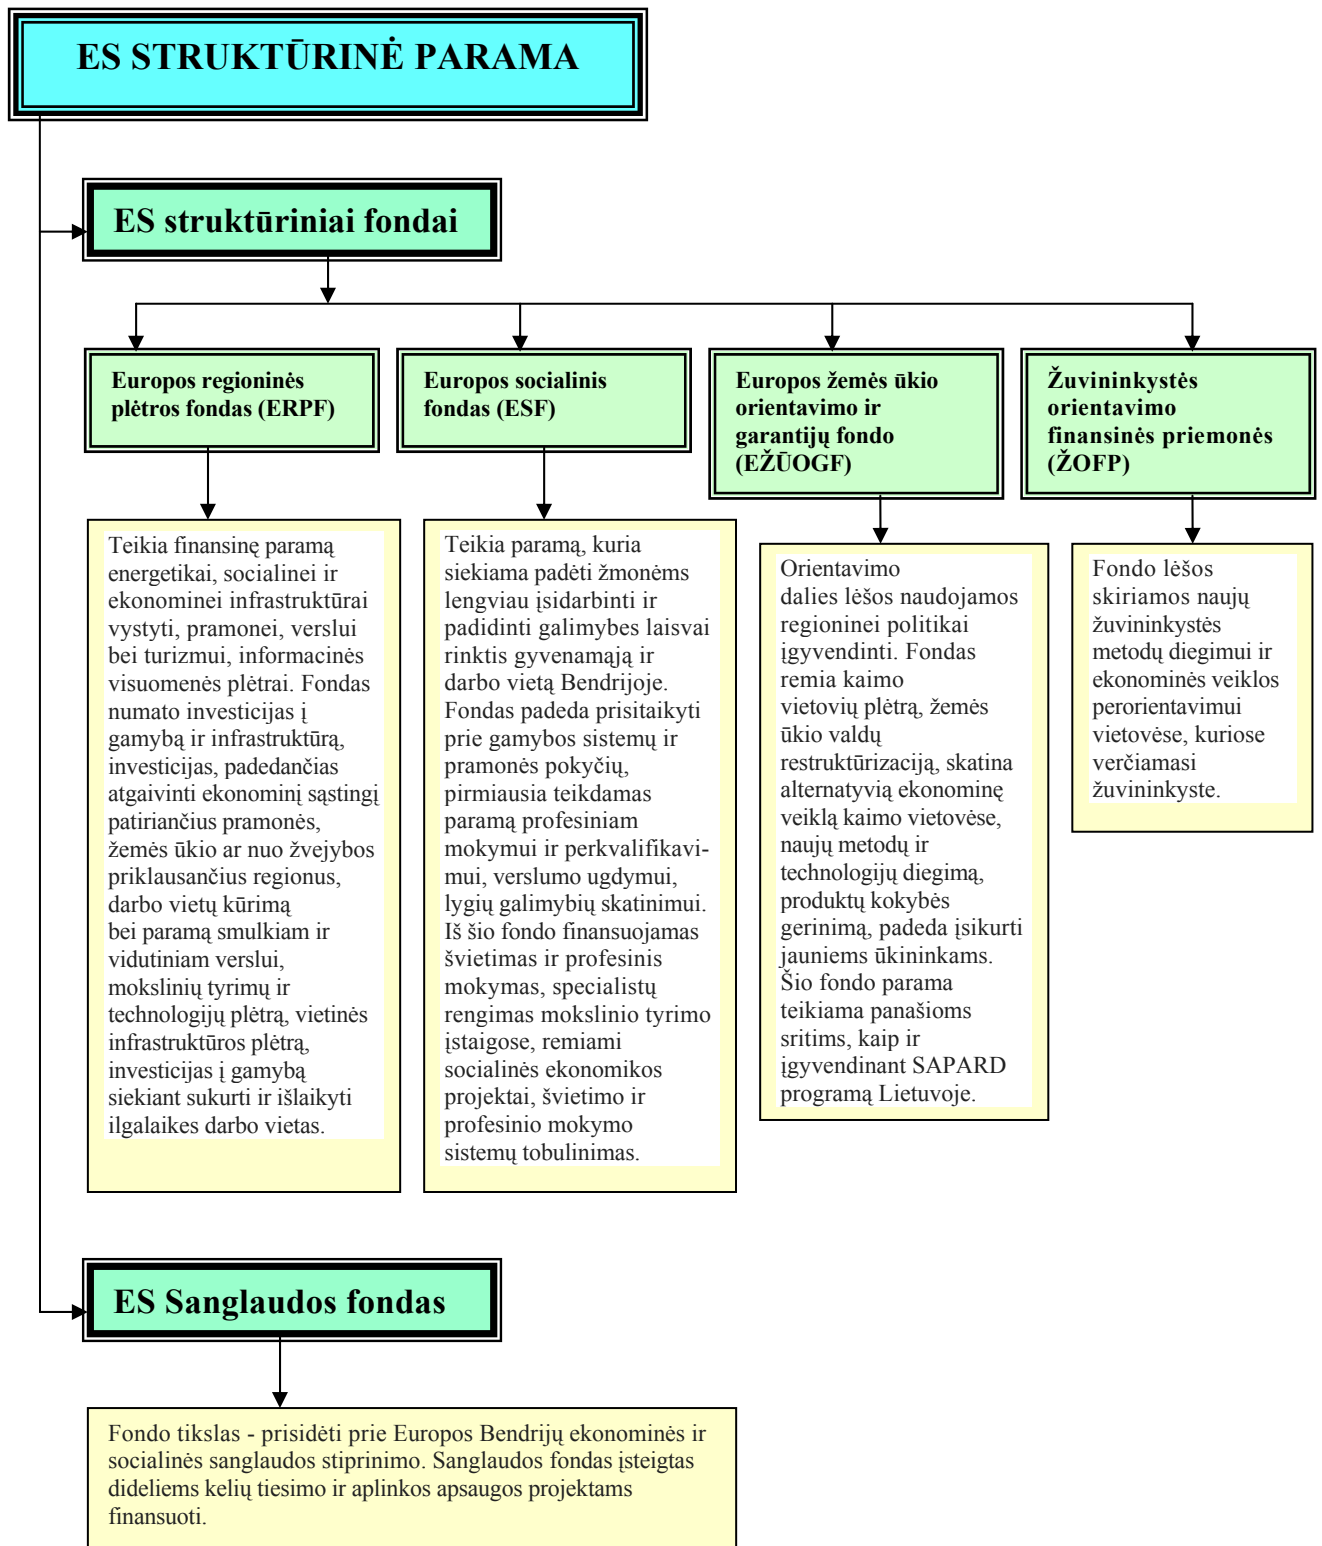 ES STRUKTŪRINĖ PARAMA
ES struktūriniai fondai
Europos regioninės
plėtros fondas (ERPF)
Europos socialinis
fondas (ESF)
Europos žemės ūkio
orientavimo ir
garantijų fondo
(EŽŪOGF)
Žuvininkystės
orientavimo
finansinės priemonės
(ŽOFP)
Teikia finansinę paramą
energetikai, socialinei ir
ekonominei infrastruktūrai
vystyti, pramonei, verslui
bei turizmui, informacinės
visuomenės plėtrai. Fondas
numato investicijas į
gamybą ir infrastruktūrą,
investicijas, padedančias
atgaivinti ekonominį sąstingį
patiriančius pramonės,
žemės ūkio ar nuo žvejybos
priklausančius regionus,
darbo vietų kūrimą
bei paramą smulkiam ir
vidutiniam verslui,
mokslinių tyrimų ir
technologijų plėtrą, vietinės
infrastruktūros plėtrą,
investicijas į gamybą
siekiant sukurti ir išlaikyti
ilgalaikes darbo vietas.
Teikia paramą, kuria
siekiama padėti žmonėms
lengviau įsidarbinti ir
padidinti galimybes laisvai
rinktis gyvenamąją ir
darbo vietą Bendrijoje.
Fondas padeda prisitaikyti
prie gamybos sistemų ir
pramonės pokyčių,
pirmiausia teikdamas
paramą profesiniam
mokymui ir perkvalifikavi-
mui, verslumo ugdymui,
lygių galimybių skatinimui.
Iš šio fondo finansuojamas
švietimas ir profesinis
mokymas, specialistų
rengimas mokslinio tyrimo
įstaigose, remiami
socialinės ekonomikos
projektai, švietimo ir
profesinio mokymo
sistemų tobulinimas.
Orientavimo
dalies lėšos naudojamos
regioninei politikai
įgyvendinti. Fondas
remia kaimo
vietovių plėtrą, žemės
ūkio valdų
restruktūrizaciją, skatina
alternatyvią ekonominę
veiklą kaimo vietovėse,
naujų metodų ir
technologijų diegimą,
produktų kokybės
gerinimą, padeda įsikurti
jauniems ūkininkams.
Šio fondo parama
teikiama panašioms
sritims, kaip ir
įgyvendinant SAPARD
programą Lietuvoje.
Fondo lėšos
skiriamos naujų
žuvininkystės
metodų diegimui ir
ekonominės veiklos
perorientavimui
vietovėse, kuriose
verčiamasi
žuvininkyste.
ES Sanglaudos fondas
Fondo tikslas - prisidėti prie Europos Bendrijų ekonominės ir
socialinės sanglaudos stiprinimo. Sanglaudos fondas įsteigtas
dideliems kelių tiesimo ir aplinkos apsaugos projektams
finansuoti.